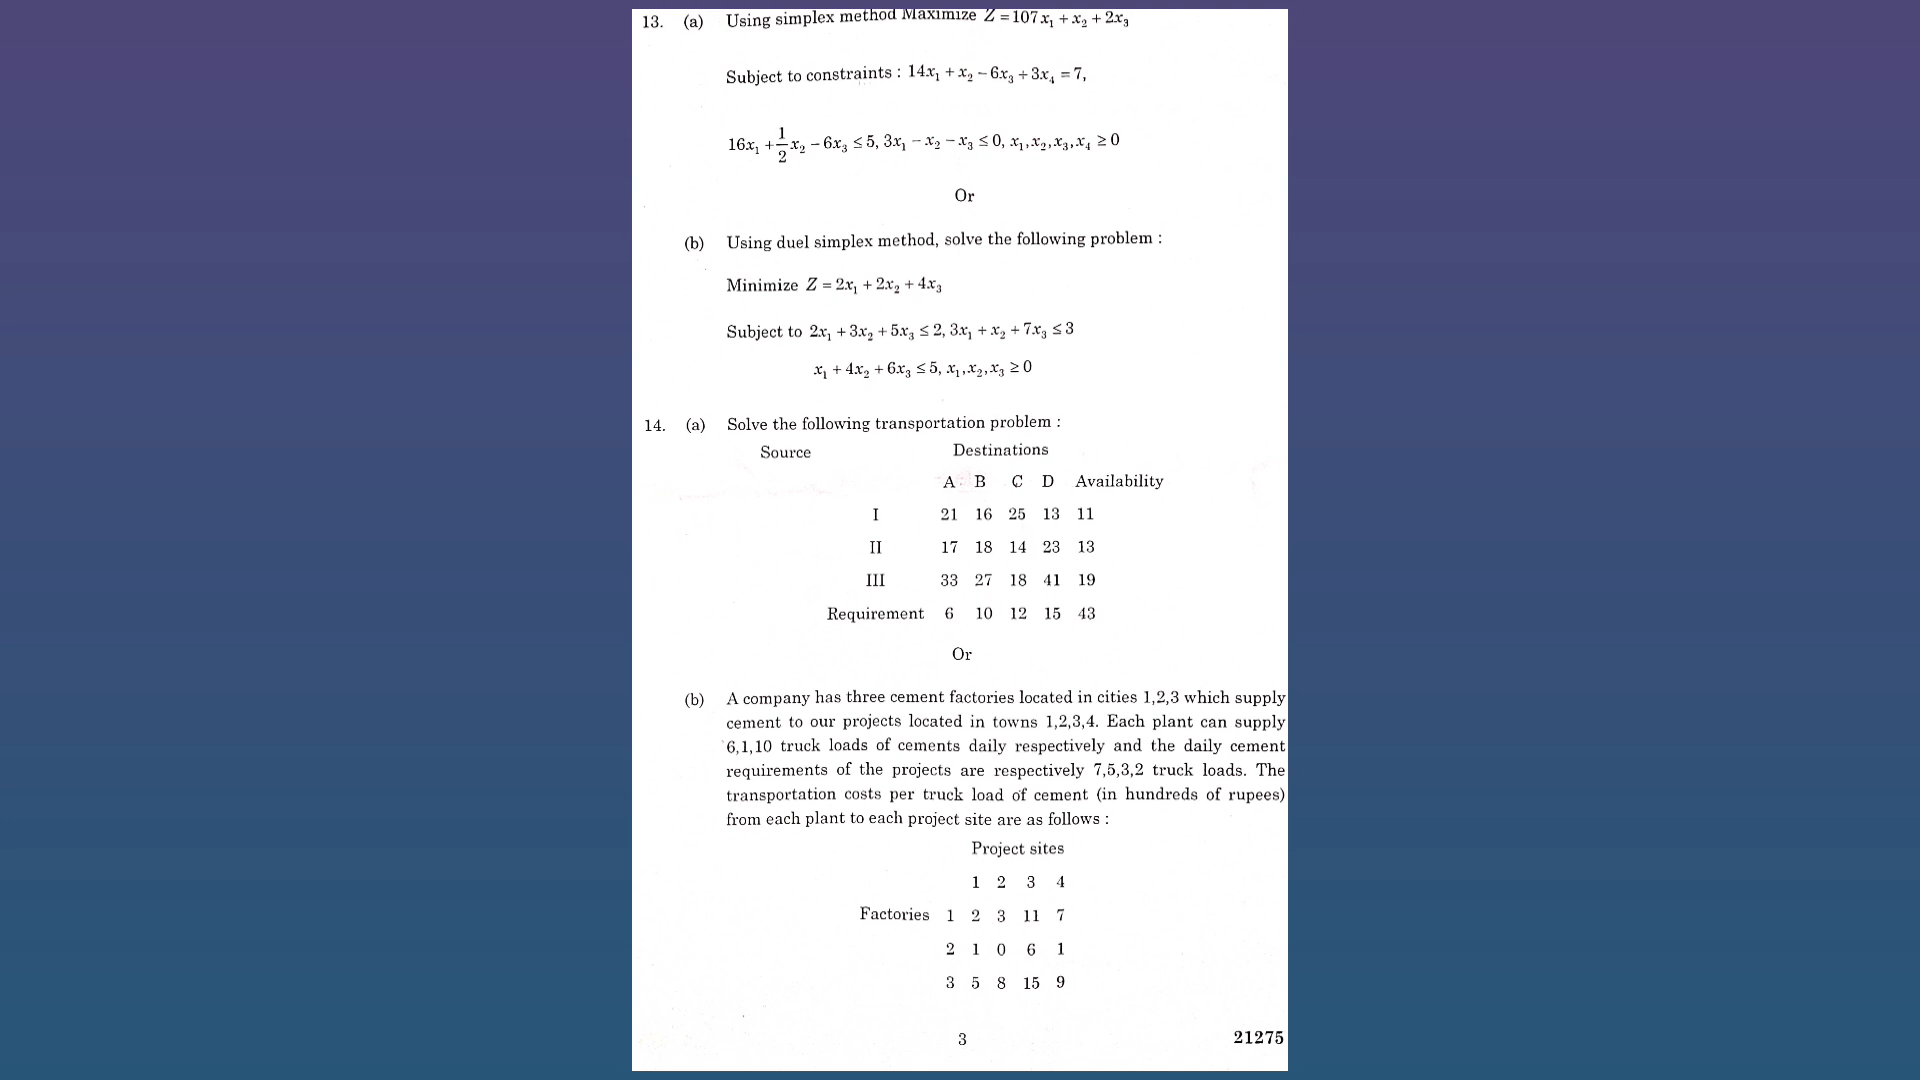 13. (a) Using simplex method Maximize Z = 107x₁ + x₂ + 2x₃
Subject to constraints : 14x₁ + x₂ − 6x₃ + 3x₄ = 7,
16x₁ + 1/2 x₂ − 6x₃ ≤ 5, 3x₁ − x₂ − x₃ ≤ 0, x₁, x₂, x₃, x₄ ≥ 0
Or
(b) Using duel simplex method, solve the following problem :
Minimize Z = 2x₁ + 2x₂ + 4x₃
Subject to 2x₁ + 3x₂ + 5x₃ ≤ 2, 3x₁ + x₂ + 7x₃ ≤ 3
x₁ + 4x₂ + 6x₃ ≤ 5, x₁, x₂, x₃ ≥ 0
14. (a) Solve the following transportation problem :
Source Destinations
A B C D Availability
I 21 16 25 13 11
II 17 18 14 23 13
III 33 27 18 41 19
Requirement 6 10 12 15 43
Or
(b) A company has three cement factories located in cities 1,2,3 which supply
cement to our projects located in towns 1,2,3,4. Each plant can supply
6,1,10 truck loads of cements daily respectively and the daily cement
requirements of the projects are respectively 7,5,3,2 truck loads. The
transportation costs per truck load of cement (in hundreds of rupees)
from each plant to each project site are as follows :
Project sites
1 2 3 4
Factories 1 2 3 11 7
2 1 0 6 1
3 5 8 15 9
3 21275